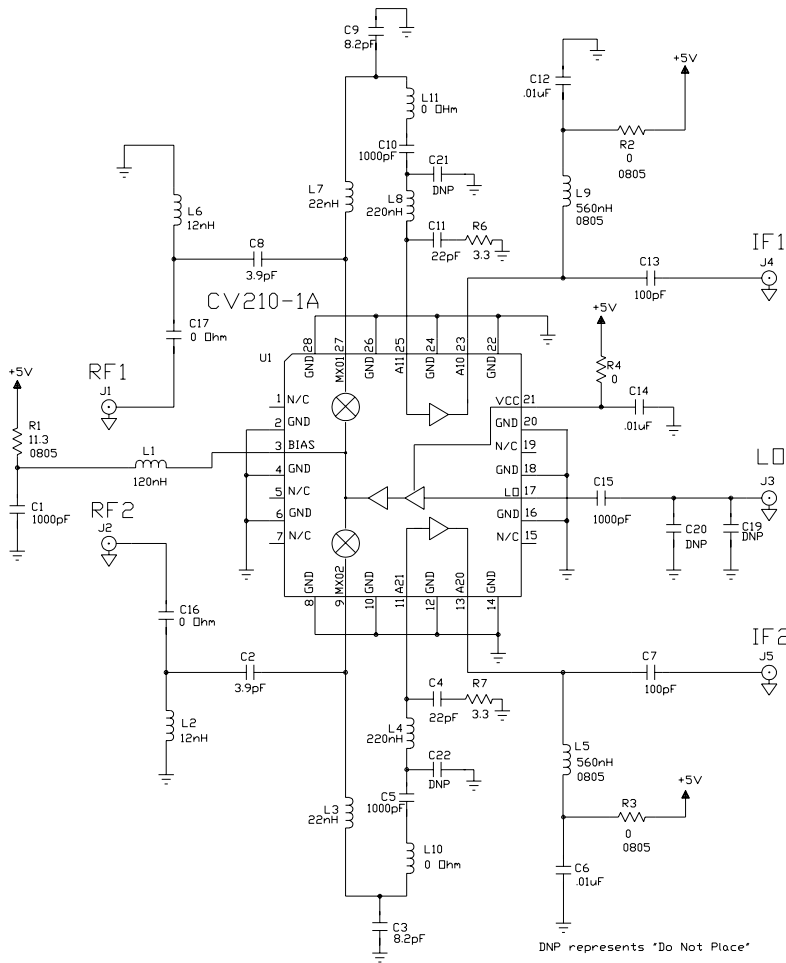 C9
8.2pF
L11
0 Ohm
C10
1000pF
C21
DNP
L7
22nH
L8
220nH
C11
22pF
R6
3.3
C12
.01uF
+5V
R2
0
0805
L9
560nH
0805
L6
12nH
C8
3.9pF
C17
0 Ohm
CV210-1A
C13
100pF
IF1
J4
+5V
R4
0
C14
.01uF
RF1
J1
+5V
R1
11.3
0805
L1
120nH
C1
1000pF
RF2
J2
U1
GND 28
MXO1 27
GND 26
A1I 25
GND 24
A1O 23
GND 22
1 N/C
2 GND
3 BIAS
4 GND
5 N/C
6 GND
7 N/C
VCC 21
GND 20
N/C 19
GND 18
LO 17
GND 16
N/C 15
8 GND
9 MXO2
10 GND
11 A2I
12 GND
13 A2O
14 GND
C15
1000pF
LO
J3
C20
DNP
C19
DNP
C16
0 Ohm
C2
3.9pF
L2
12nH
C4
22pF
R7
3.3
L4
220nH
C22
DNP
C5
1000pF
L3
22nH
L10
0 Ohm
C3
8.2pF
C7
100pF
IF2
J5
L5
560nH
0805
+5V
R3
0
0805
C6
.01uF
DNP represents "Do Not Place"